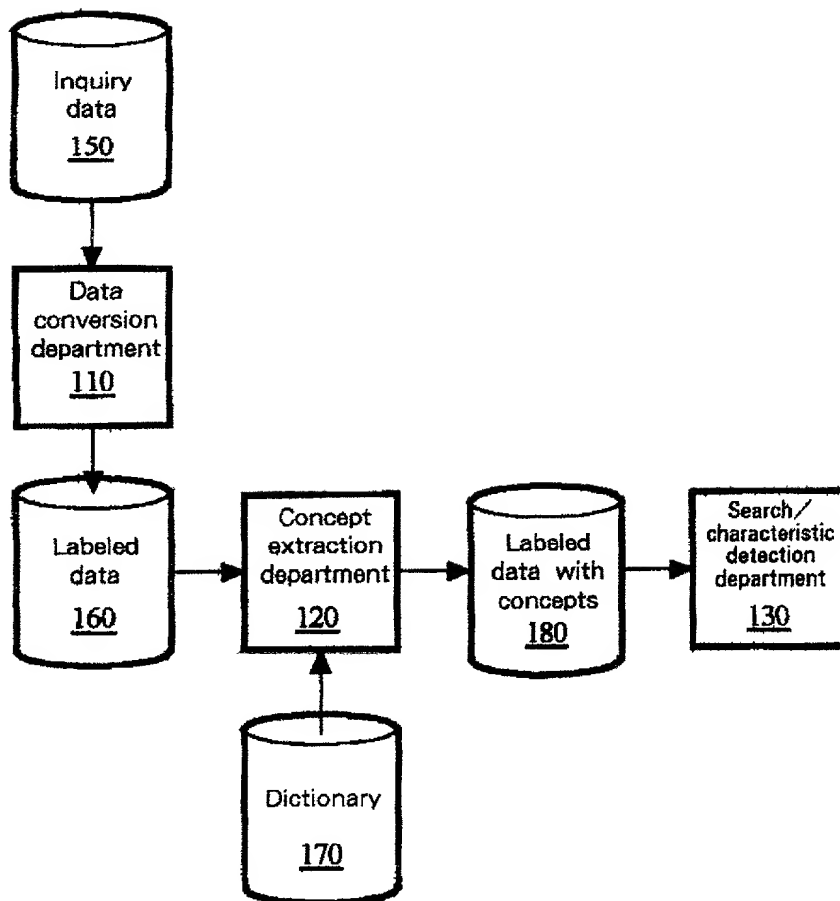 Inquiry
data
150
Data
conversion
department
110
Labeled
data
160
Concept
extraction
department
120
Labeled
data with
concepts
180
Search/
characteristic
detection
department
130
Dictionary
170